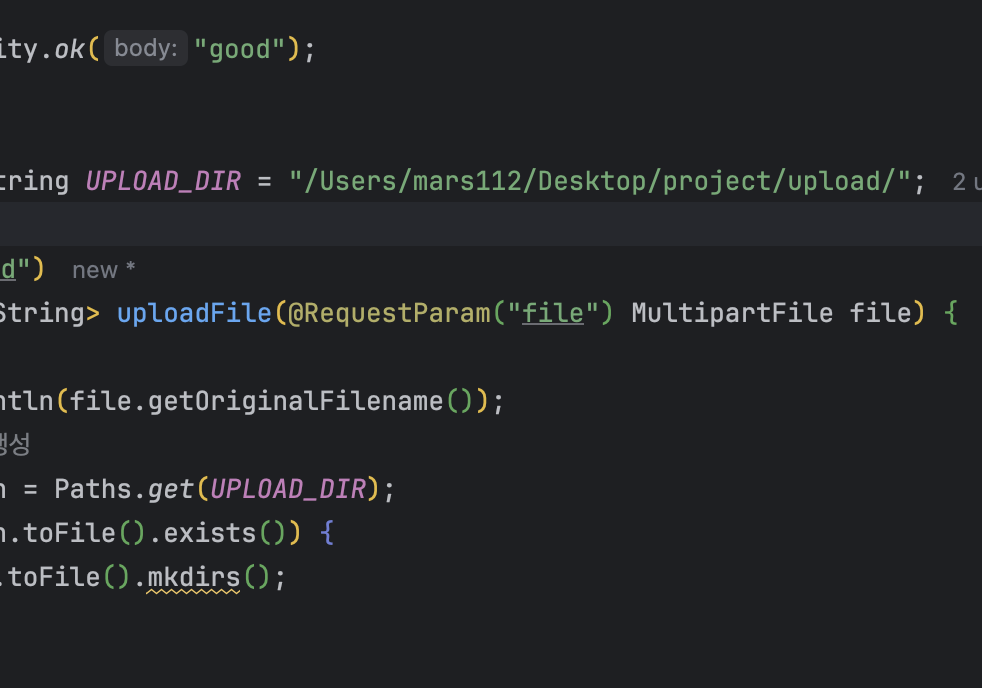 ity.ok( body: "good");
tring UPLOAD_DIR = "/Users/mars112/Desktop/project/upload/"; 2 u
d") new *
String> uploadFile(@RequestParam("file") MultipartFile file) {
ntln(file.getOriginalFilename());
생성
h = Paths.get(UPLOAD_DIR);
h.toFile().exists()) {
.toFile().mkdirs();